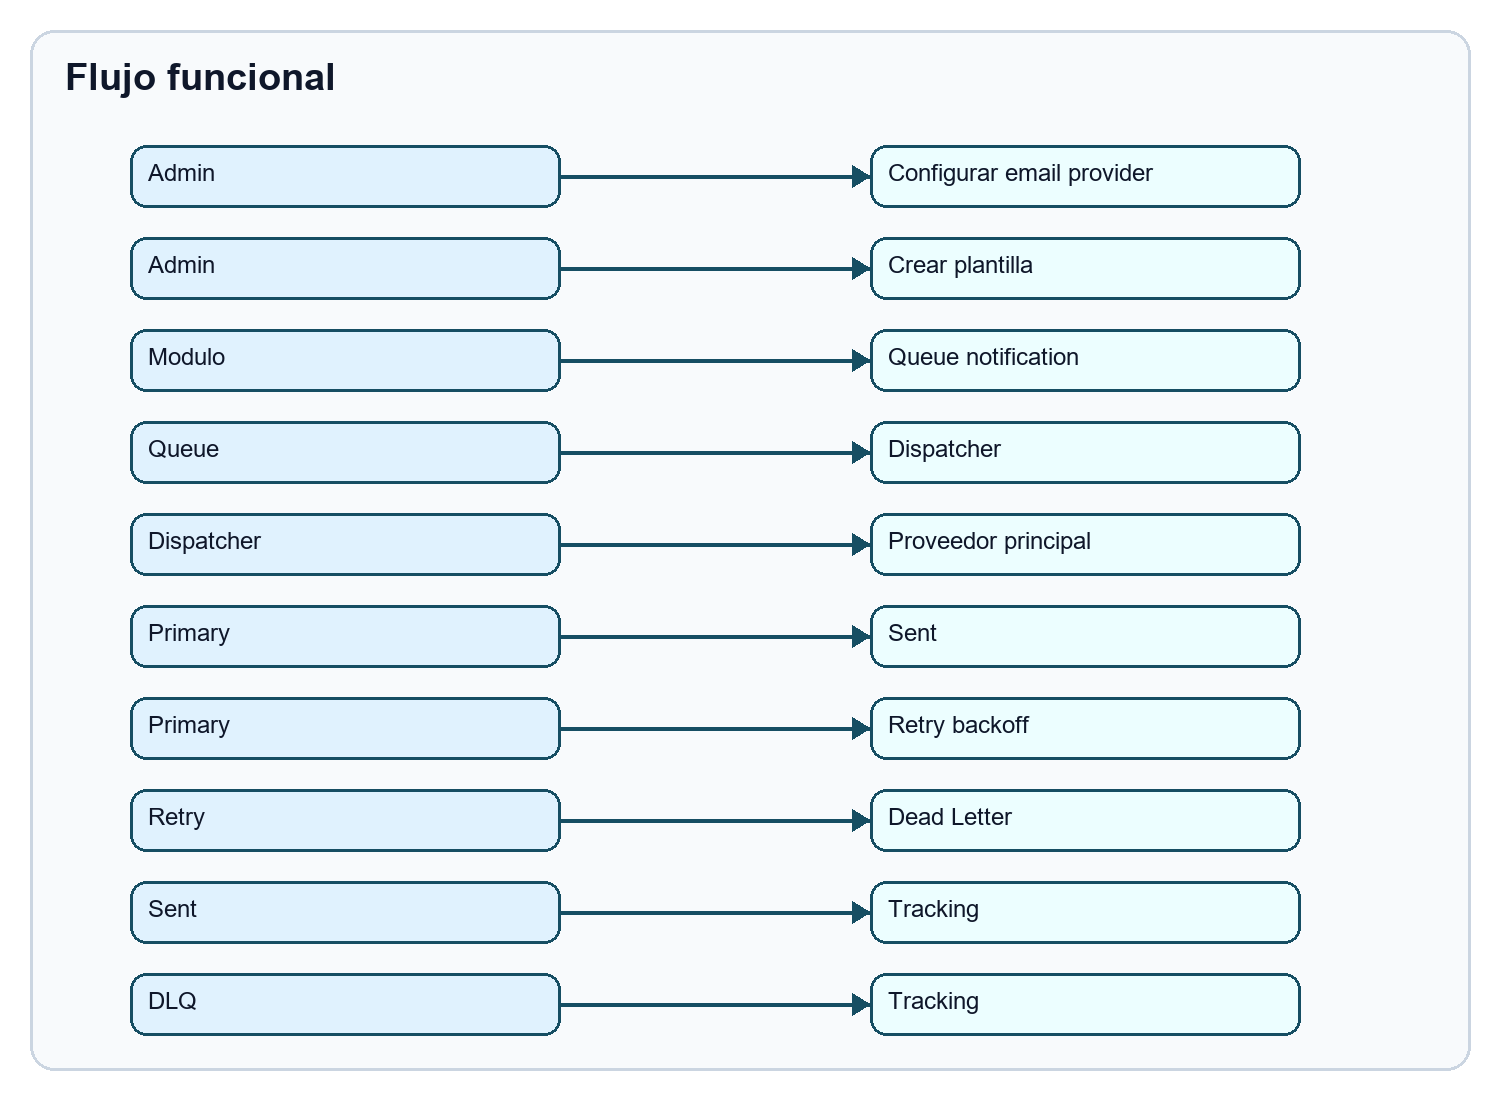 Flujo funcional
Admin
Configurar email provider
Admin
Crear plantilla
Modulo
Queue notification
Queue
Dispatcher
Dispatcher
Proveedor principal
Primary
Sent
Primary
Retry backoff
Retry
Dead Letter
Sent
Tracking
DLQ
Tracking